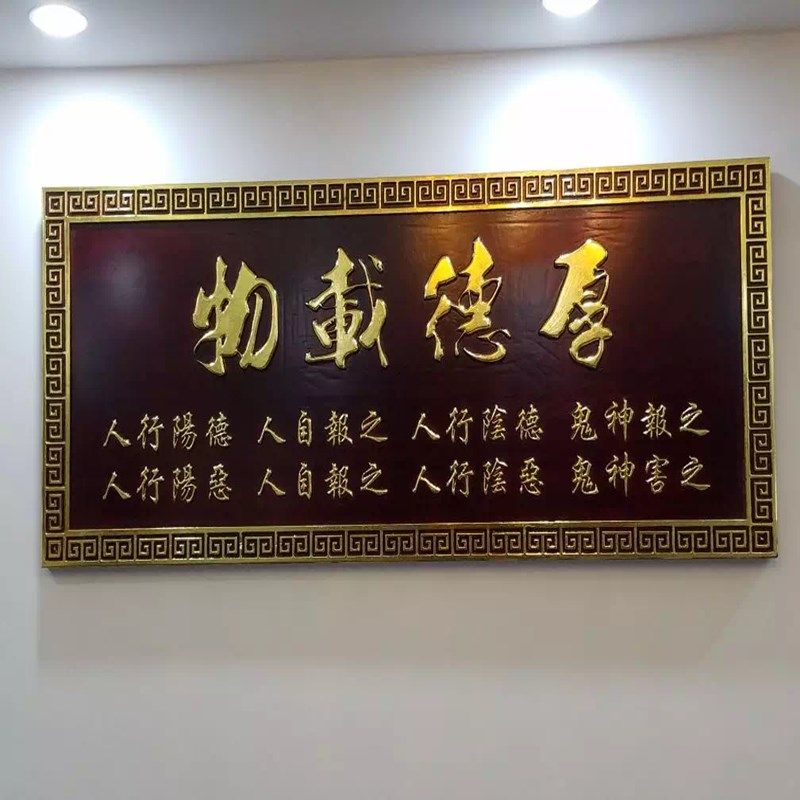 厚德載物
人行陽德 人自報之 人行陰德 鬼神報之
人行陽惡 人自報之 人行陰惡 鬼神害之